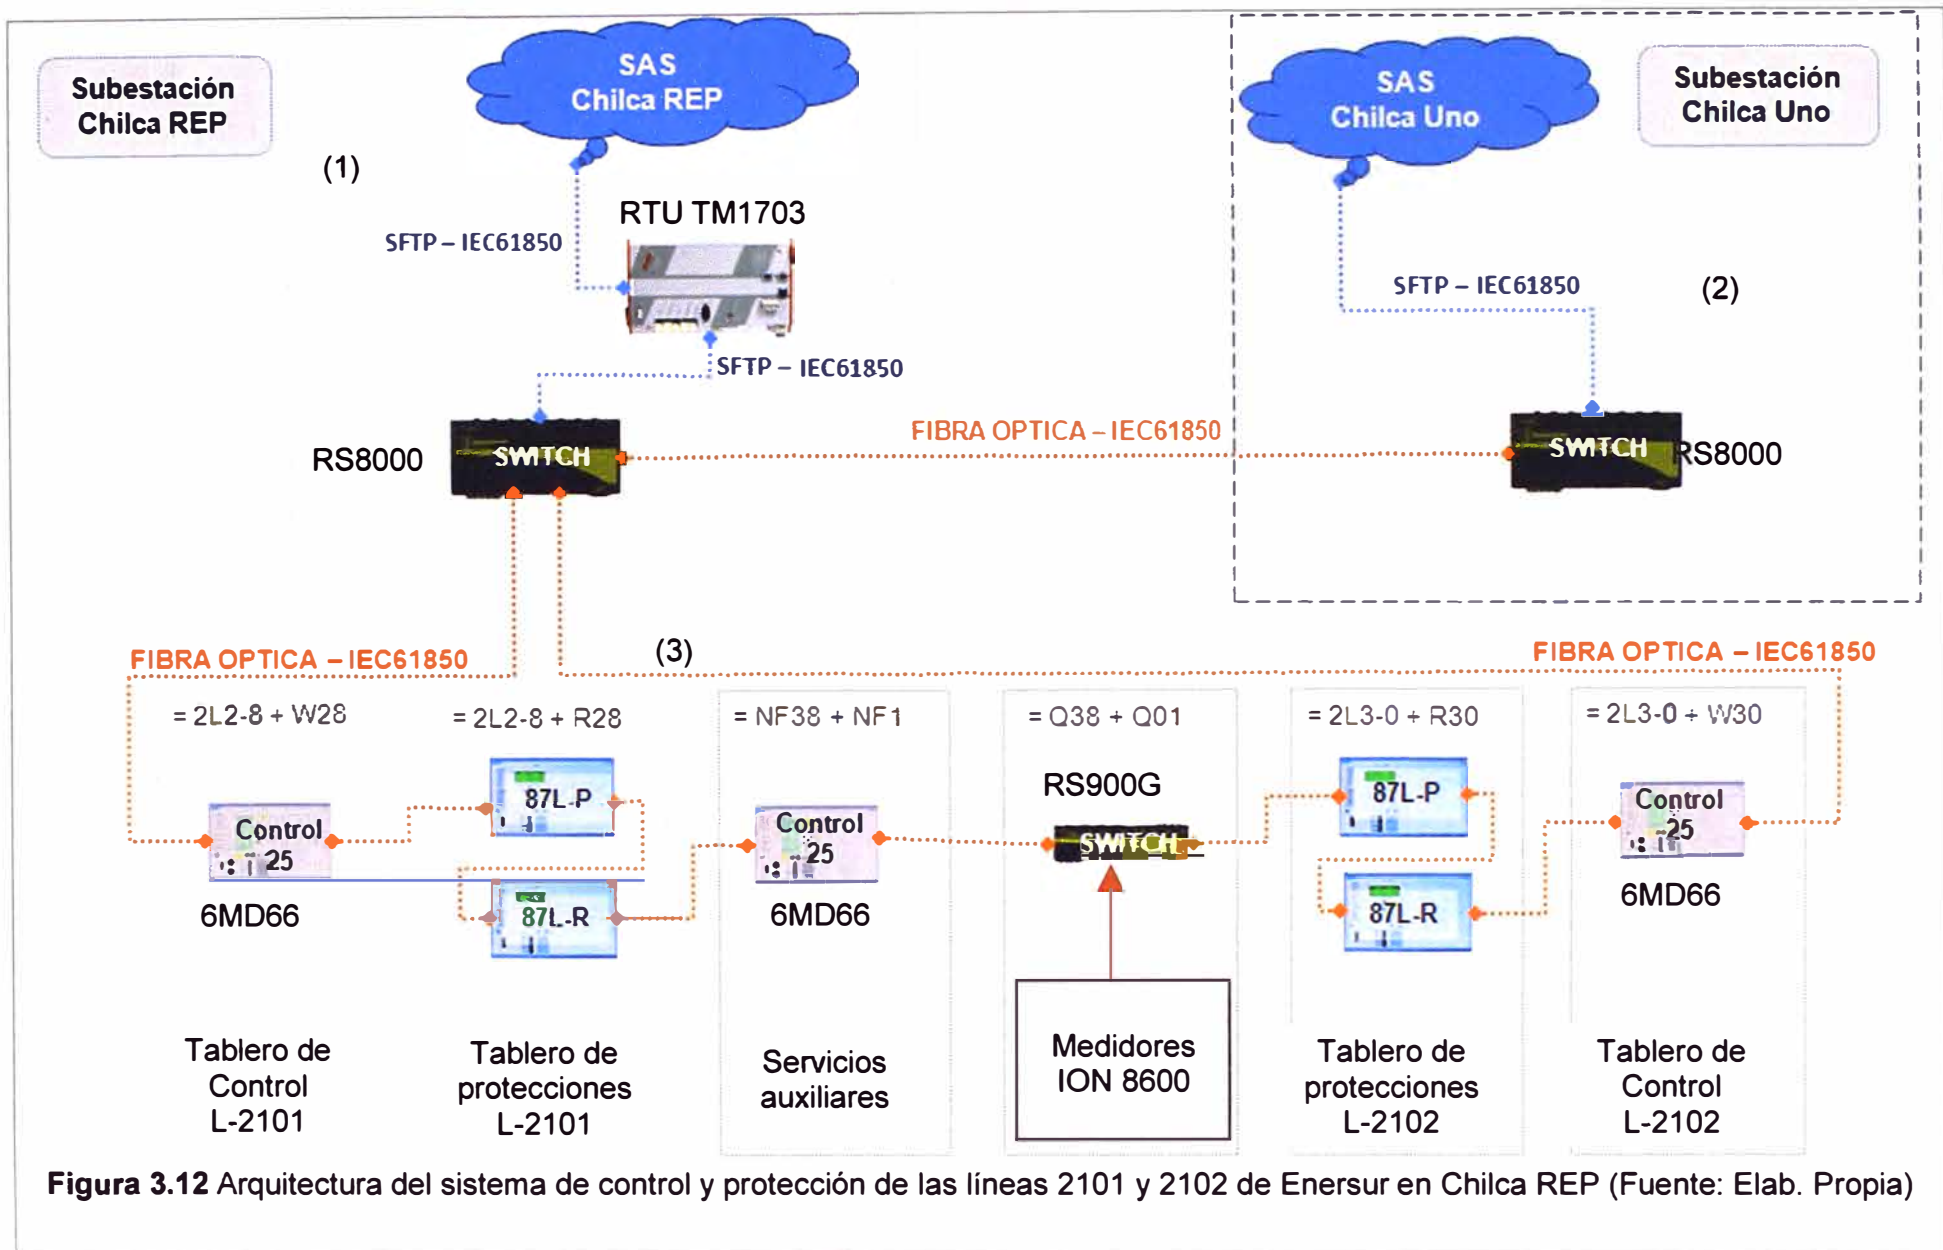 Subestación
Chilca REP
SAS
Chilca REP
SAS
Chilca Uno
Subestación
Chilca Uno
(1)
RTU TM1703
SFTP – IEC61850
SFTP – IEC61850
(2)
SFTP – IEC61850
RS8000
SWITCH
FIBRA OPTICA – IEC61850
SWITCH
RS8000
FIBRA OPTICA – IEC61850
(3)
FIBRA OPTICA – IEC61850
= 2L2-8 + W28
= 2L2-8 + R28
= NF38 + NF1
= Q38 + Q01
= 2L3-0 + R30
= 2L3-0 + W30
Control
25
6MD66
87L-P
87L-R
Control
25
6MD66
RS900G
SWITCH
87L-P
87L-R
Control
25
6MD66
Tablero de
Control
L-2101
Tablero de
protecciones
L-2101
Servicios
auxiliares
Medidores
ION 8600
Tablero de
protecciones
L-2102
Tablero de
Control
L-2102
Figura 3.12 Arquitectura del sistema de control y protección de las líneas 2101 y 2102 de Enersur en Chilca REP (Fuente: Elab. Propia)